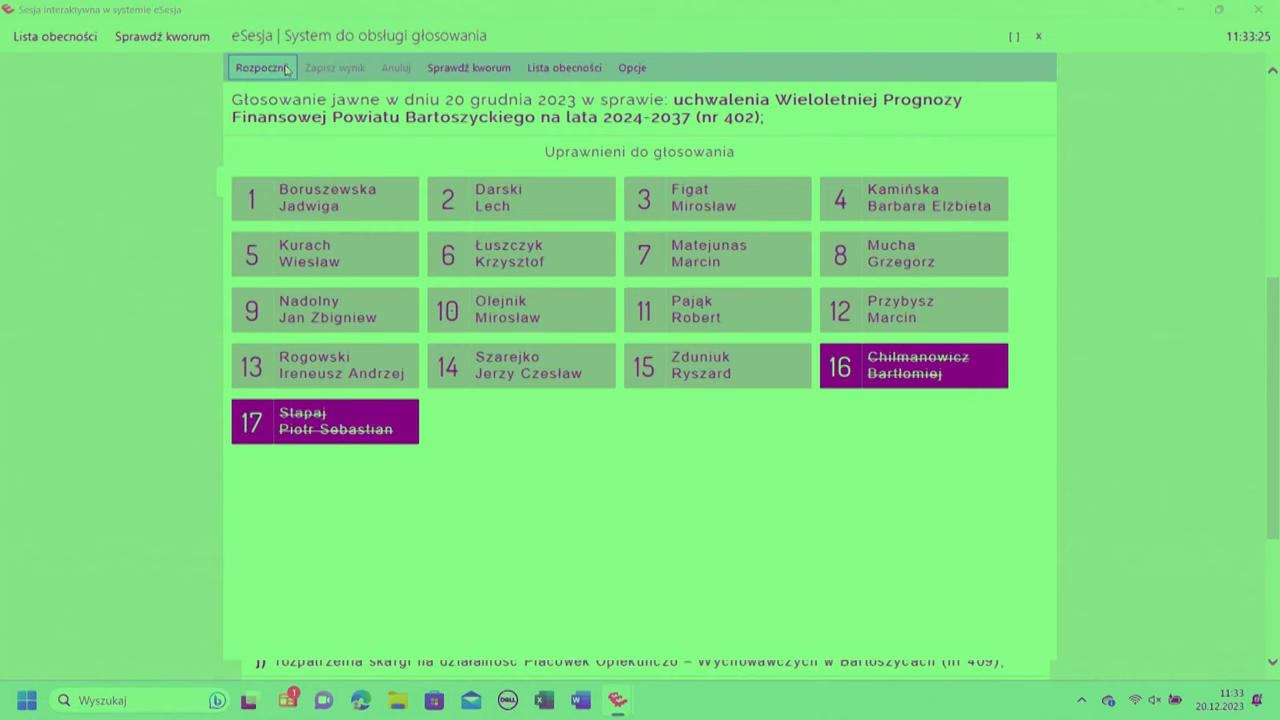 Sesja interaktywna w systemie eSesja
Lista obecności Sprawdź kworum eSesja | System do obsługi głosowania [ ] x 11:33:25
Rozpocznij Zapisz wynik Anuluj Sprawdź kworum Lista obecności Opcje
Głosowanie jawne w dniu 20 grudnia 2023 w sprawie: uchwalenia Wieloletniej Prognozy
Finansowej Powiatu Bartoszyckiego na lata 2024-2037 (nr 402);
Uprawnieni do głosowania
1 Boruszewska Jadwiga
2 Darski Lech
3 Figat Mirosław
4 Kamińska Barbara Elżbieta
5 Kurach Wiesław
6 Łuszczyk Krzysztof
7 Matejunas Marcin
8 Mucha Grzegorz
9 Nadolny Jan Zbigniew
10 Olejnik Mirosław
11 Pająk Robert
12 Przybysz Marcin
13 Rogowski Ireneusz Andrzej
14 Szarejko Jerzy Czesław
15 Zduniuk Ryszard
16 Chilmanowicz Bartłomiej
17 Stapaj Piotr Sebastian
j) rozpatrzenia skargi na działalność Placówek Opiekuńczo – Wychowawczych w Bartoszycach (nr 409);
Wyszukaj
1
DELL
11:33
20.12.2023